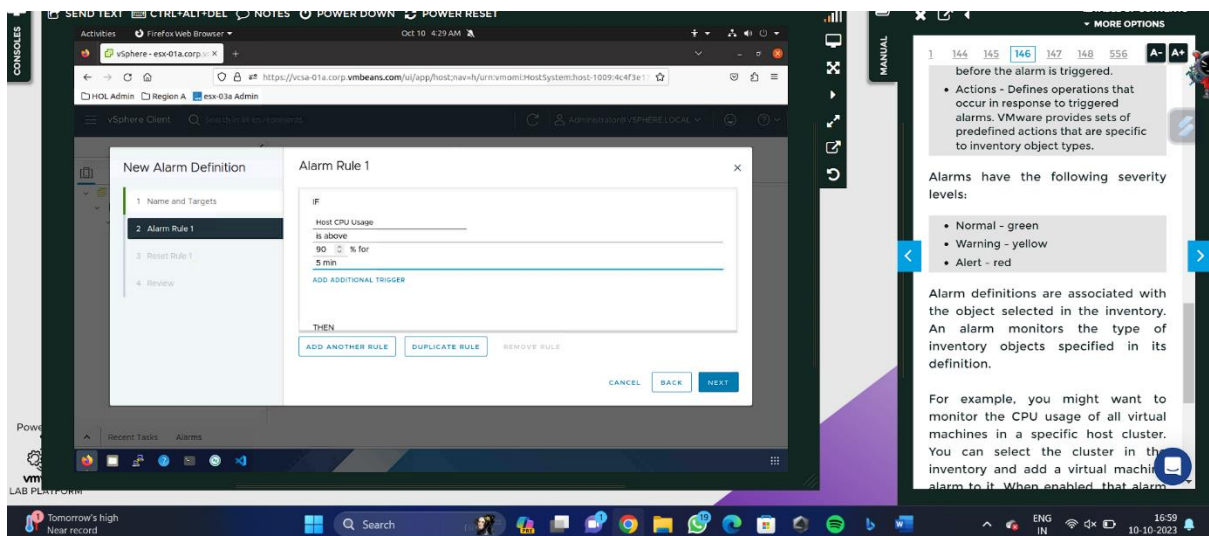 SEND TEXT CTRL+ALT+DEL NOTES POWER DOWN POWER RESET
MORE OPTIONS
CONSOLES
MANUAL
Activities Firefox Web Browser Oct 10 4:29 AM
vSphere - esx-01a.corp.v
https://vcsa-01a.corp.vmbeans.com/ui/app/host;nav=h/urn:vmomi:HostSystem:host-1009:4c4f3e1
HOL Admin Region A esx-03a Admin
vSphere Client Administrator@VSPHERE.LOCAL
New Alarm Definition
1 Name and Targets
2 Alarm Rule 1
3 Reset Rule 1
4 Review
Alarm Rule 1
IF
Host CPU Usage
is above
90 % for
5 min
ADD ADDITIONAL TRIGGER
THEN
ADD ANOTHER RULE DUPLICATE RULE REMOVE RULE
CANCEL BACK NEXT
Recent Tasks Alarms
1 144 145 146 147 148 556 A- A+
before the alarm is triggered.
• Actions - Defines operations that
occur in response to triggered
alarms. VMware provides sets of
predefined actions that are specific
to inventory object types.
Alarms have the following severity
levels:
• Normal - green
• Warning - yellow
• Alert - red
Alarm definitions are associated with
the object selected in the inventory.
An alarm monitors the type of
inventory objects specified in its
definition.
For example, you might want to
monitor the CPU usage of all virtual
machines in a specific host cluster.
You can select the cluster in the
inventory and add a virtual machine
alarm to it. When enabled, that alarm
Powe
vm
LAB PLATFORM
Tomorrow's high
Near record
Search
ENG
IN
16:59
10-10-2023